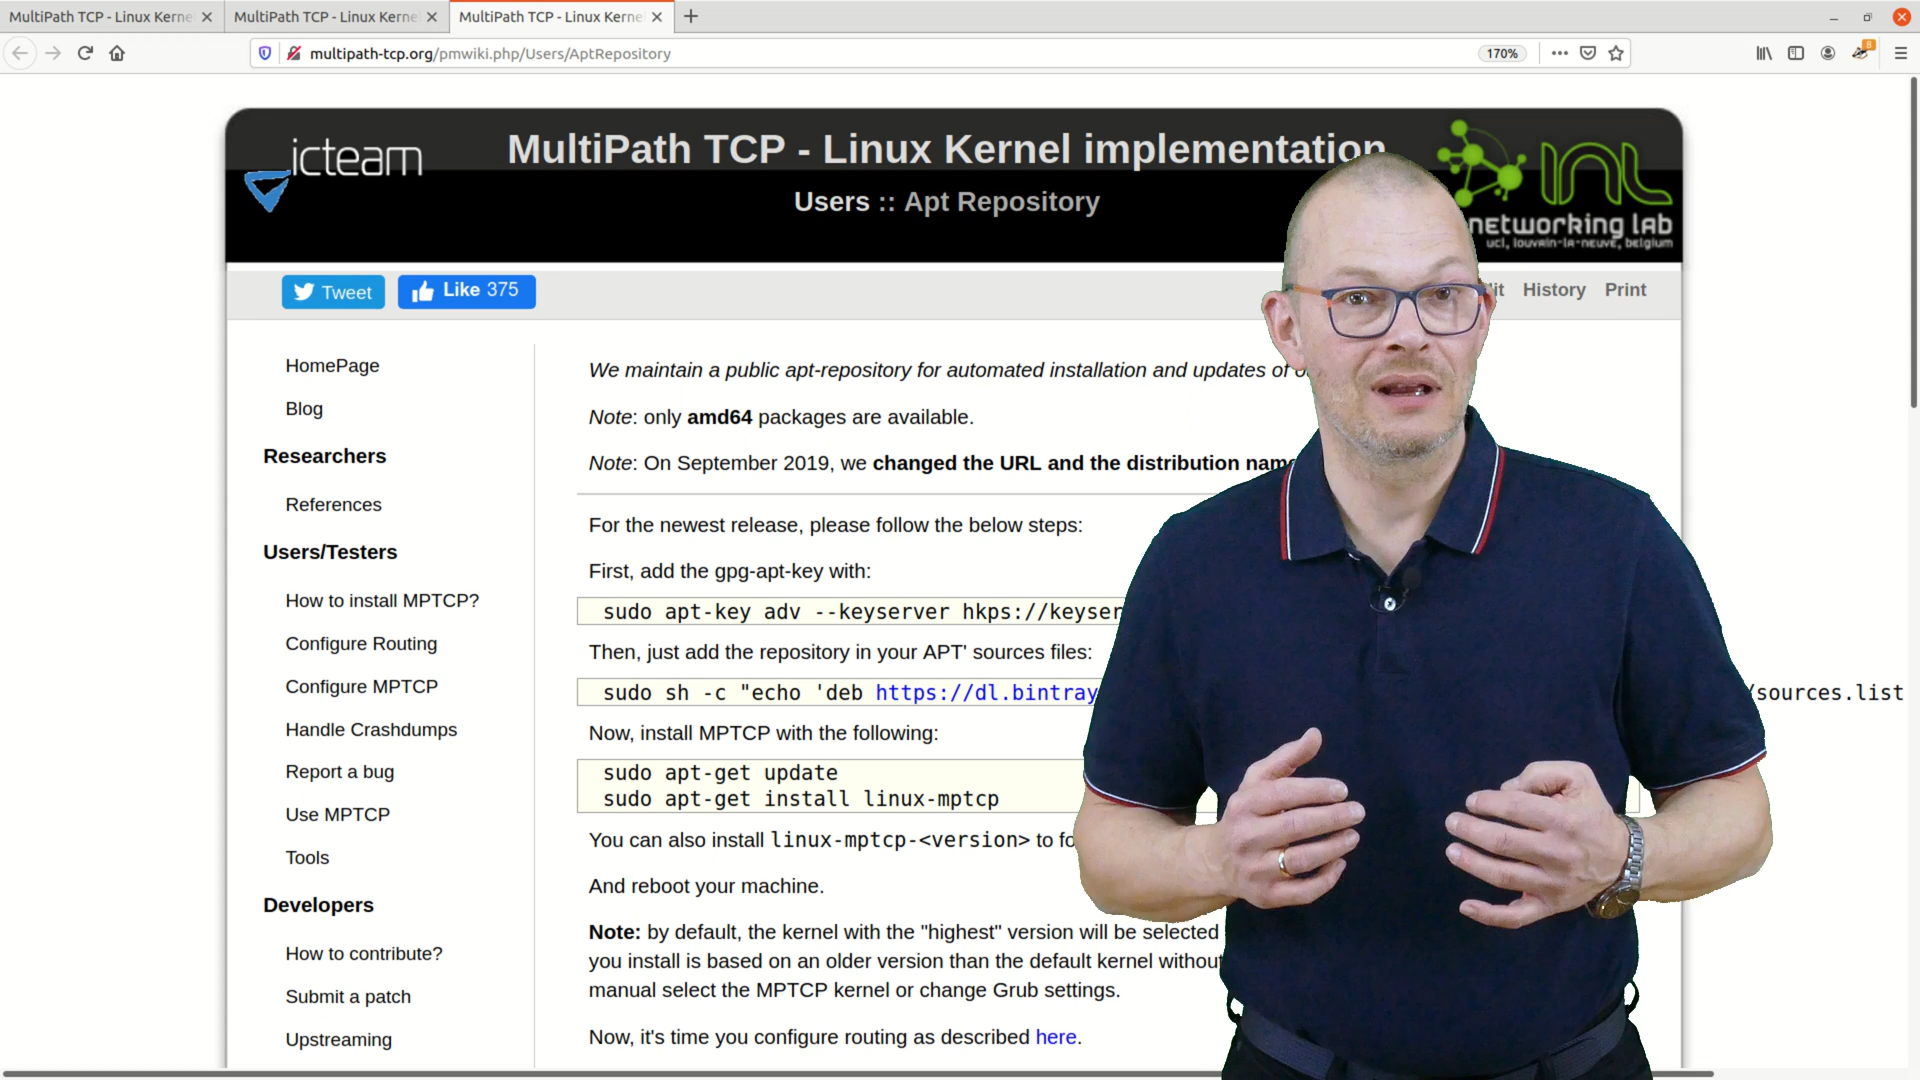 MultiPath TCP - Linux Kerne
MultiPath TCP - Linux Kerne
MultiPath TCP - Linux Kerne
multipath-tcp.org/pmwiki.php/Users/AptRepository
170%
8
icteam
MultiPath TCP - Linux Kernel implementation
Users :: Apt Repository
INL
networking lab
ucl, louvain-la-neuve, belgium
Tweet
Like 375
History
Print
HomePage
Blog
Researchers
References
Users/Testers
How to install MPTCP?
Configure Routing
Configure MPTCP
Handle Crashdumps
Report a bug
Use MPTCP
Tools
Developers
How to contribute?
Submit a patch
Upstreaming
We maintain a public apt-repository for automated installation and updates of
Note: only amd64 packages are available.
Note: On September 2019, we changed the URL and the distribution name
For the newest release, please follow the below steps:
First, add the gpg-apt-key with:
sudo apt-key adv --keyserver hkps://keyser
Then, just add the repository in your APT' sources files:
sudo sh -c "echo 'deb https://dl.bintray /sources.list
Now, install MPTCP with the following:
sudo apt-get update
sudo apt-get install linux-mptcp
You can also install linux-mptcp-<version> to fo
And reboot your machine.
Note: by default, the kernel with the "highest" version will be selected
you install is based on an older version than the default kernel without
manual select the MPTCP kernel or change Grub settings.
Now, it's time you configure routing as described here.